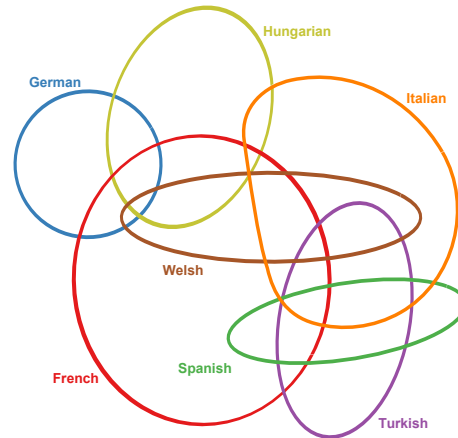 Hungarian
German
Italian
Welsh
Spanish
French
Turkish